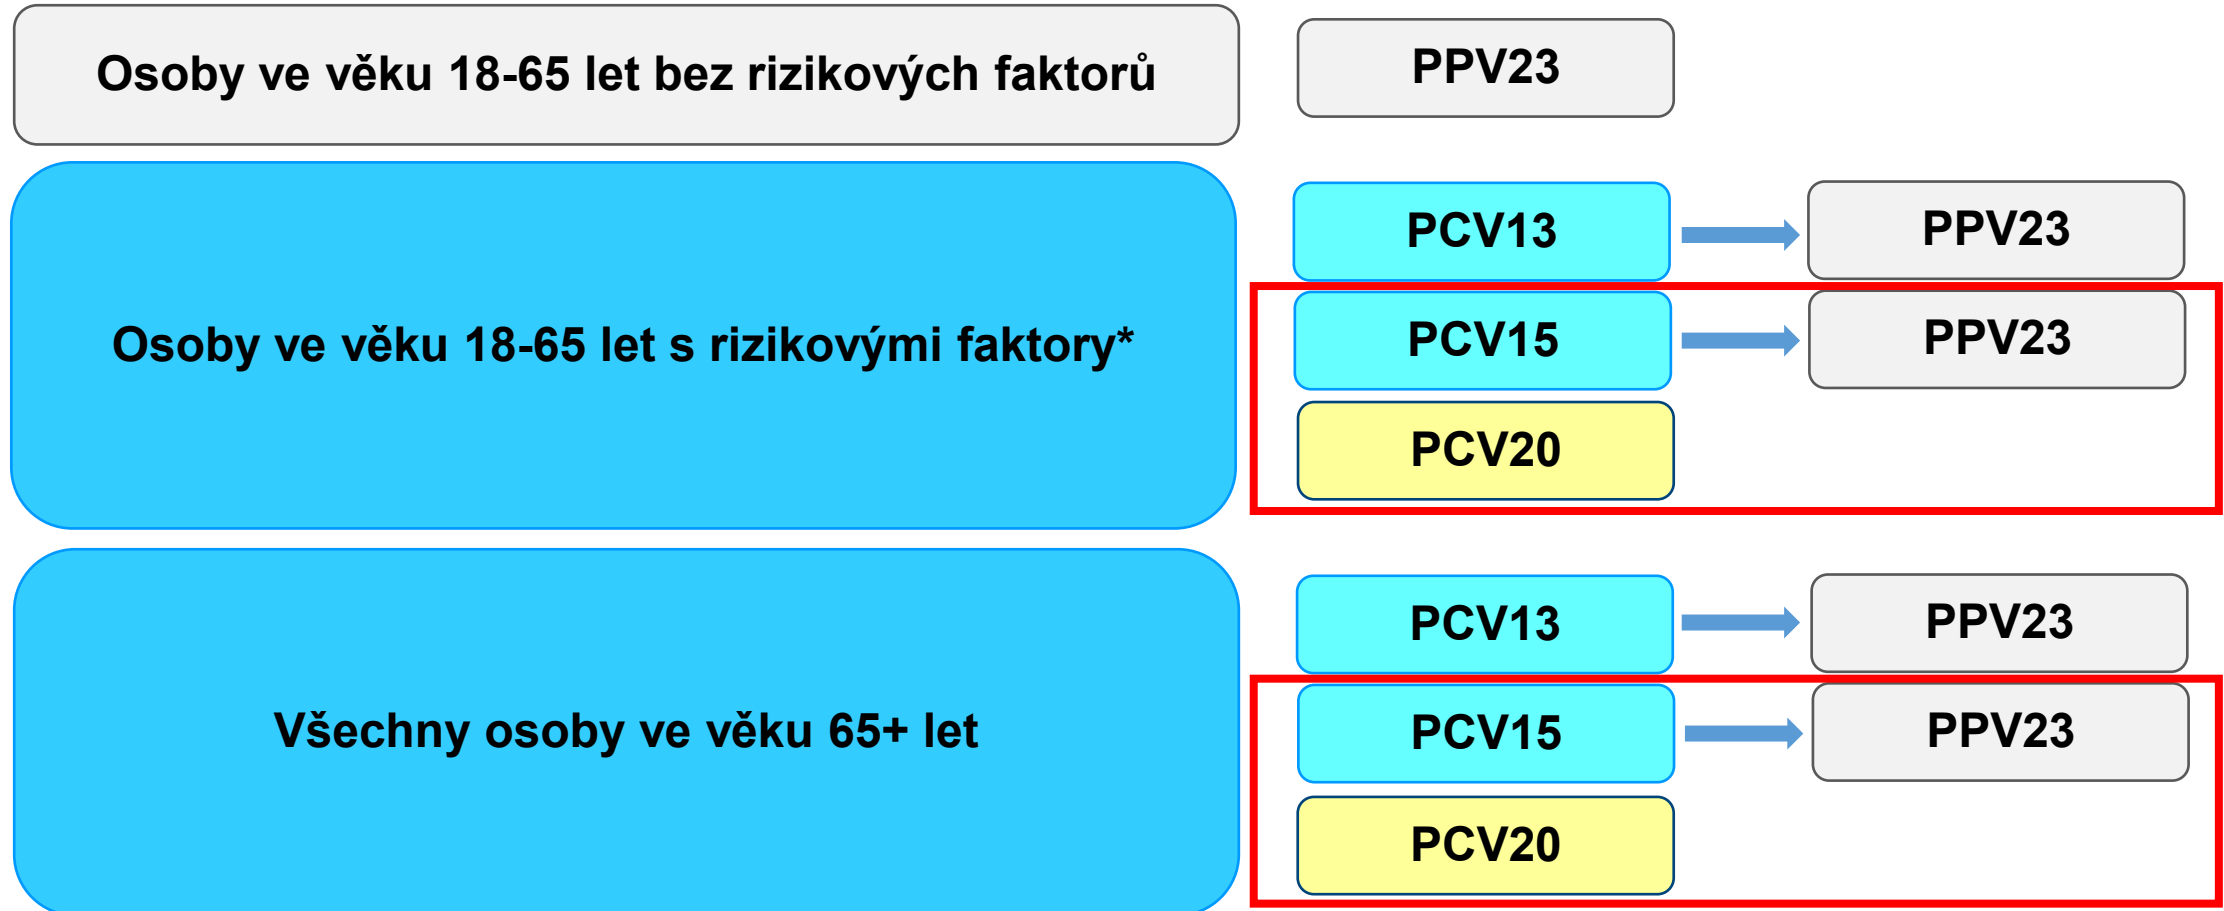 Osoby ve věku 18-65 let bez rizikových faktorů
PPV23
Osoby ve věku 18-65 let s rizikovými faktory*
PCV13
PPV23
PCV15
PPV23
PCV20
Všechny osoby ve věku 65+ let
PCV13
PPV23
PCV15
PPV23
PCV20